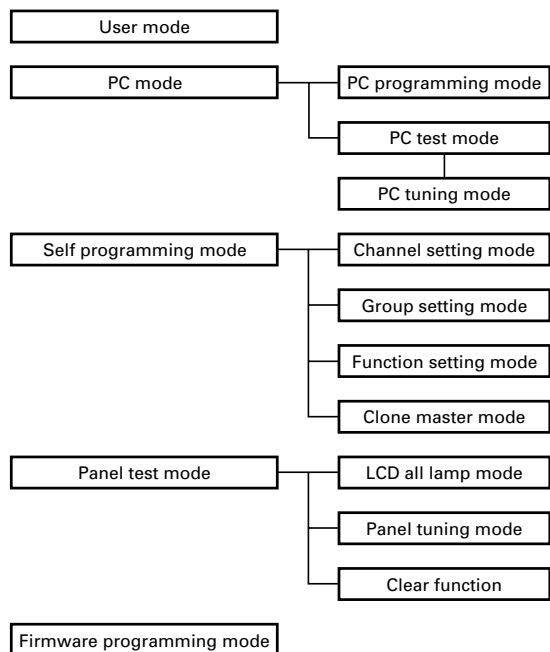 User mode
PC mode
PC programming mode
PC test mode
PC tuning mode
Self programming mode
Channel setting mode
Group setting mode
Function setting mode
Clone master mode
Panel test mode
LCD all lamp mode
Panel tuning mode
Clear function
Firmware programming mode